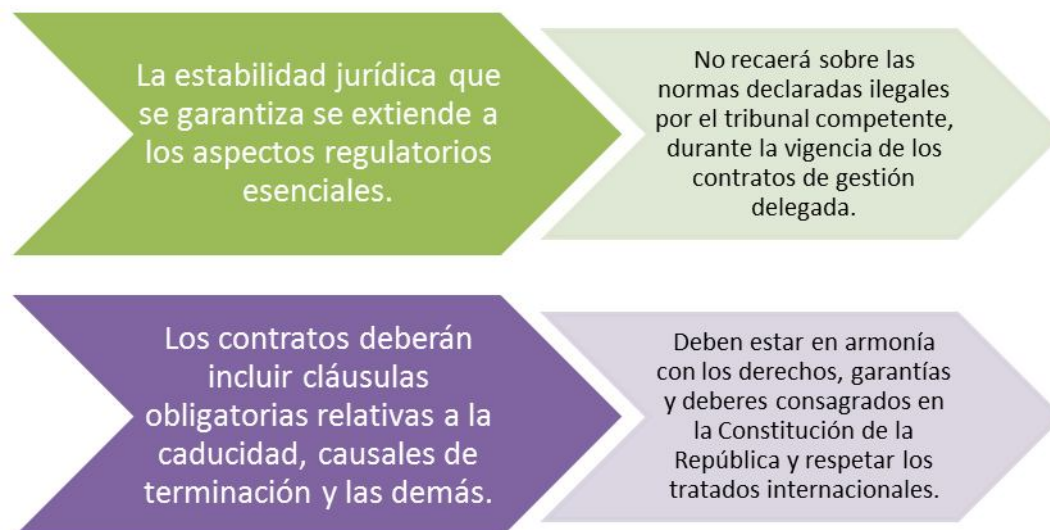 La estabilidad jurídica que
se garantiza se extiende a
los aspectos regulatorios
esenciales.
No recaerá sobre las
normas declaradas ilegales
por el tribunal competente,
durante la vigencia de los
contratos de gestión
delegada.
Los contratos deberán
incluir cláusulas
obligatorias relativas a la
caducidad, causales de
terminación y las demás.
Deben estar en armonía
con los derechos, garantías
y deberes consagrados en
la Constitución de la
República y respetar los
tratados internacionales.